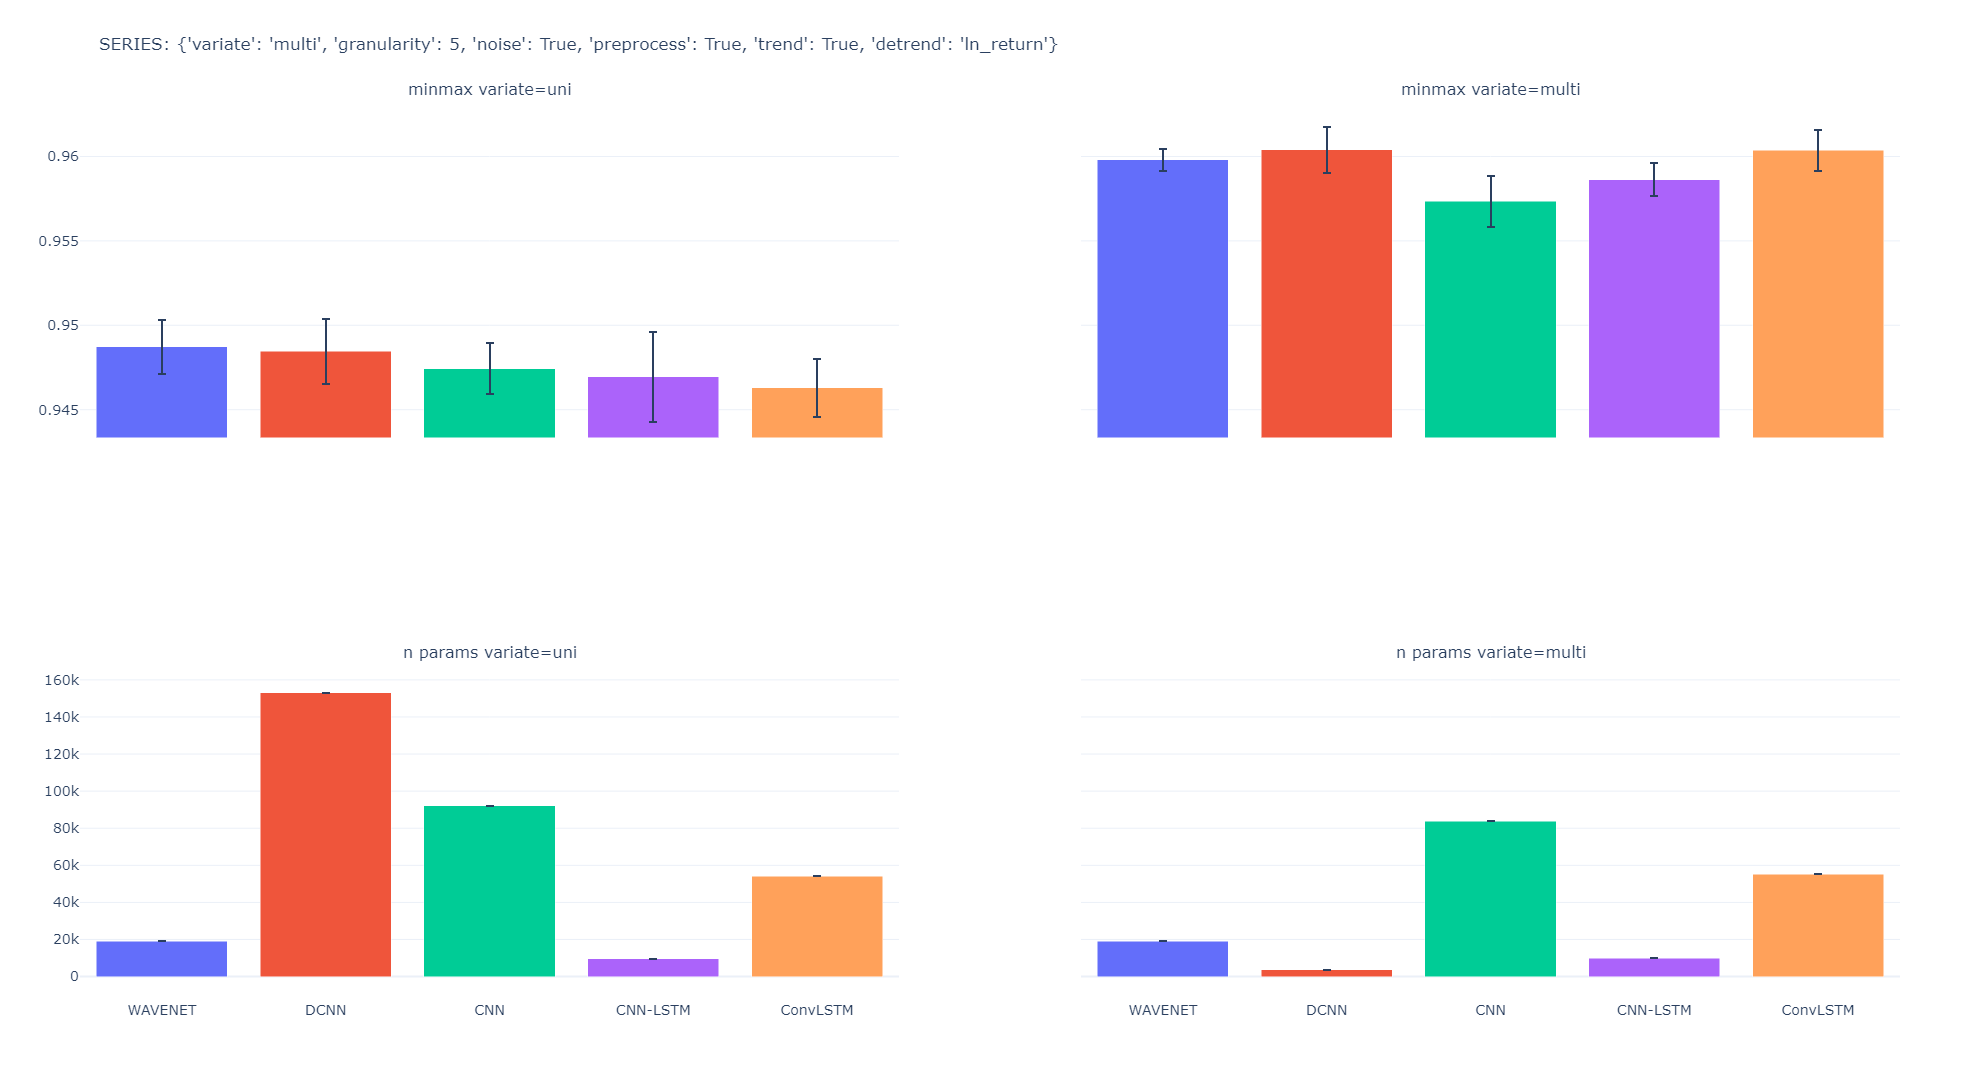 SERIES: {'variate': 'multi', 'granularity': 5, 'noise': True, 'preprocess': True, 'trend': True, 'detrend': 'ln_return'}
minmax variate=uni
minmax variate=multi
0.96
0.955
0.95
0.945
n params variate=uni
n params variate=multi
160k
140k
120k
100k
80k
60k
40k
20k
0
WAVENET DCNN CNN CNN-LSTM ConvLSTM
WAVENET DCNN CNN CNN-LSTM ConvLSTM